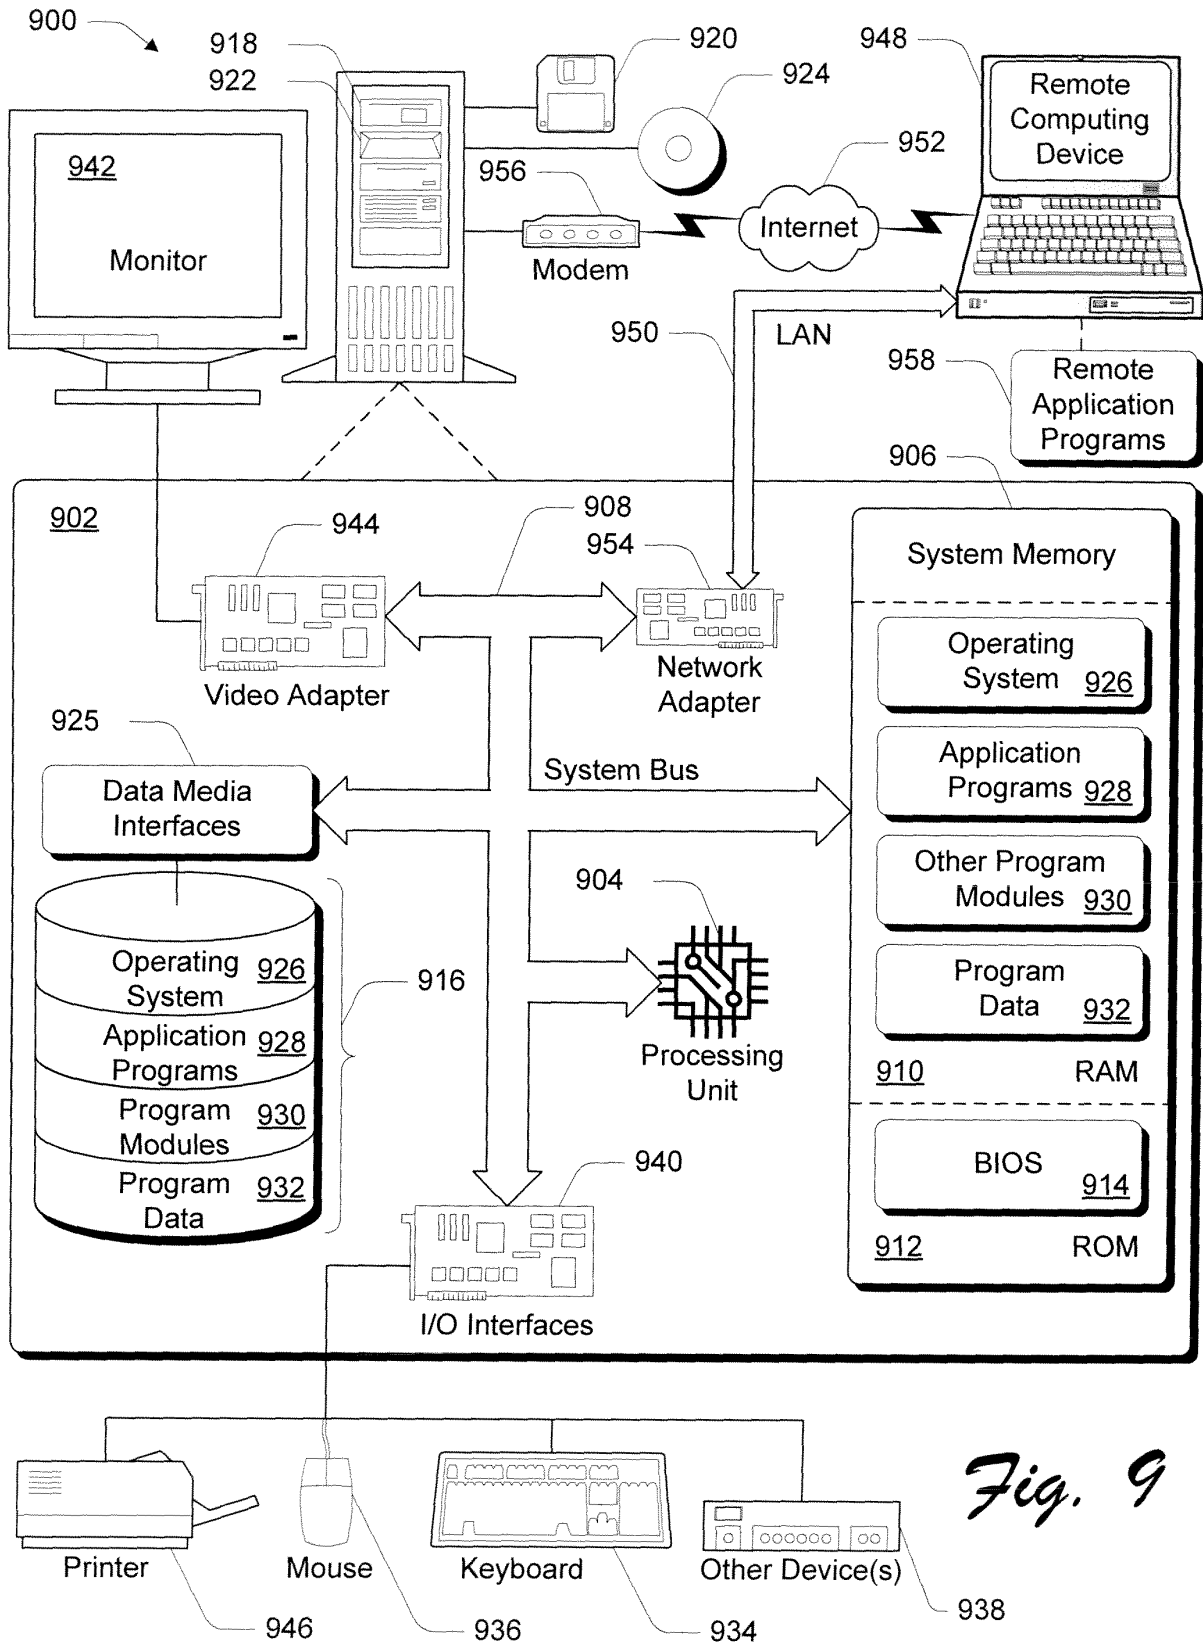 900
918
922
920
924
948
Remote
Computing
Device
942
Monitor
956
Modem
952
Internet
950
LAN
958
Remote
Application
Programs
906
902
944
908
954
Video Adapter
Network
Adapter
System Memory
Operating
System 926
Application
Programs 928
Other Program
Modules 930
Program
Data 932
910 RAM
BIOS
914
912 ROM
925
Data Media
Interfaces
System Bus
904
Processing
Unit
Operating
System 926
Application
Programs 928
Program
Modules 930
Program
Data 932
916
940
I/O Interfaces
Printer
Mouse
Keyboard
Other Device(s)
946
936
934
938
Fig. 9